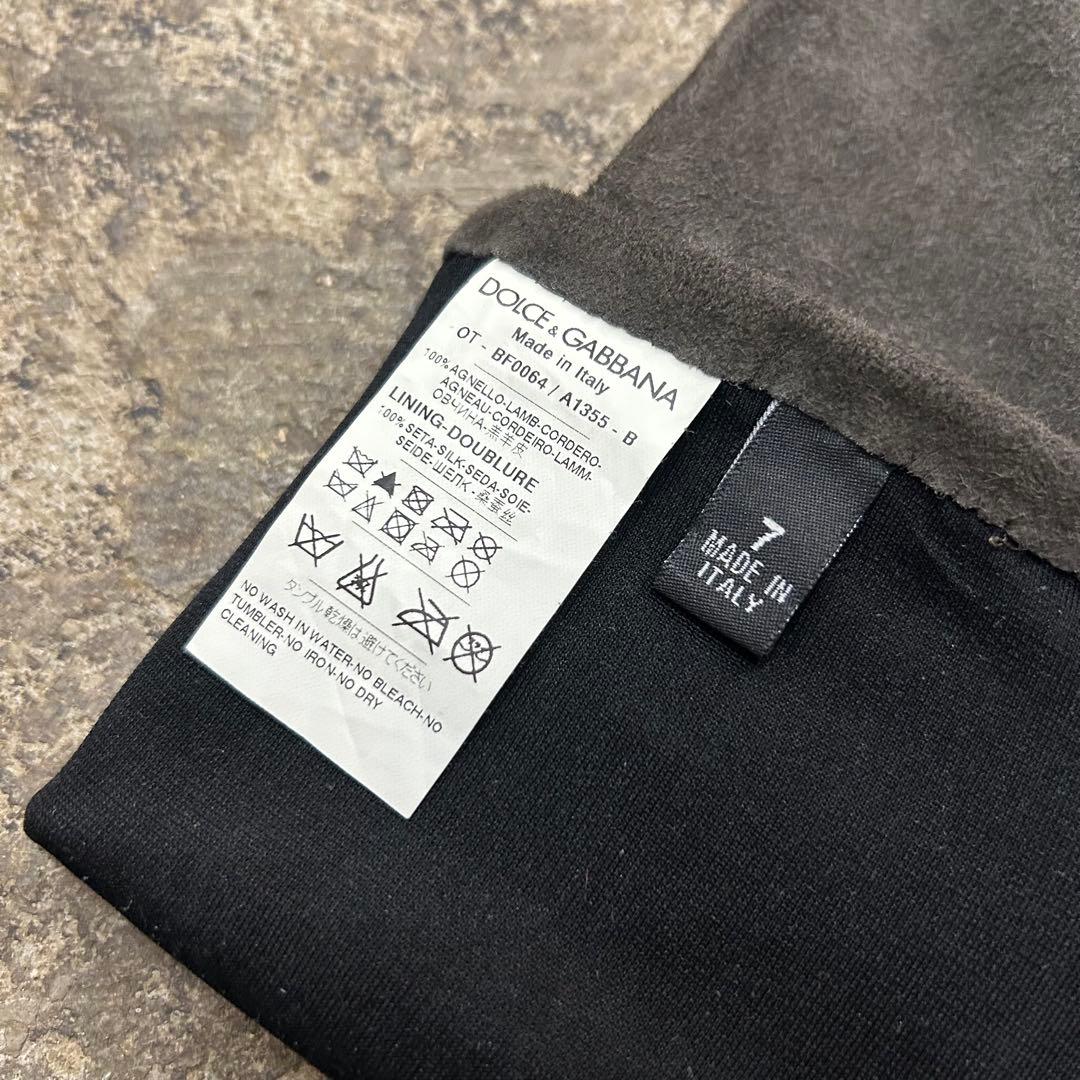 DOLCE & GABBANA
Made in Italy
OT - BF0064 / A1355 - B
100% AGNELLO-LAMB-CORDERO-
AGNEAU-CORDEIRO-LAMM-
ОВЧИНА-羔羊皮
LINING-DOUBLURE
100% SETA-SILK-SEDA-SOIE-
SEIDE-ШЕЛК-桑蚕丝
タンブル乾燥は避けてください
NO WASH IN WATER-NO BLEACH-NO
TUMBLER-NO IRON-NO DRY
CLEANING
7
MADE IN
ITALY